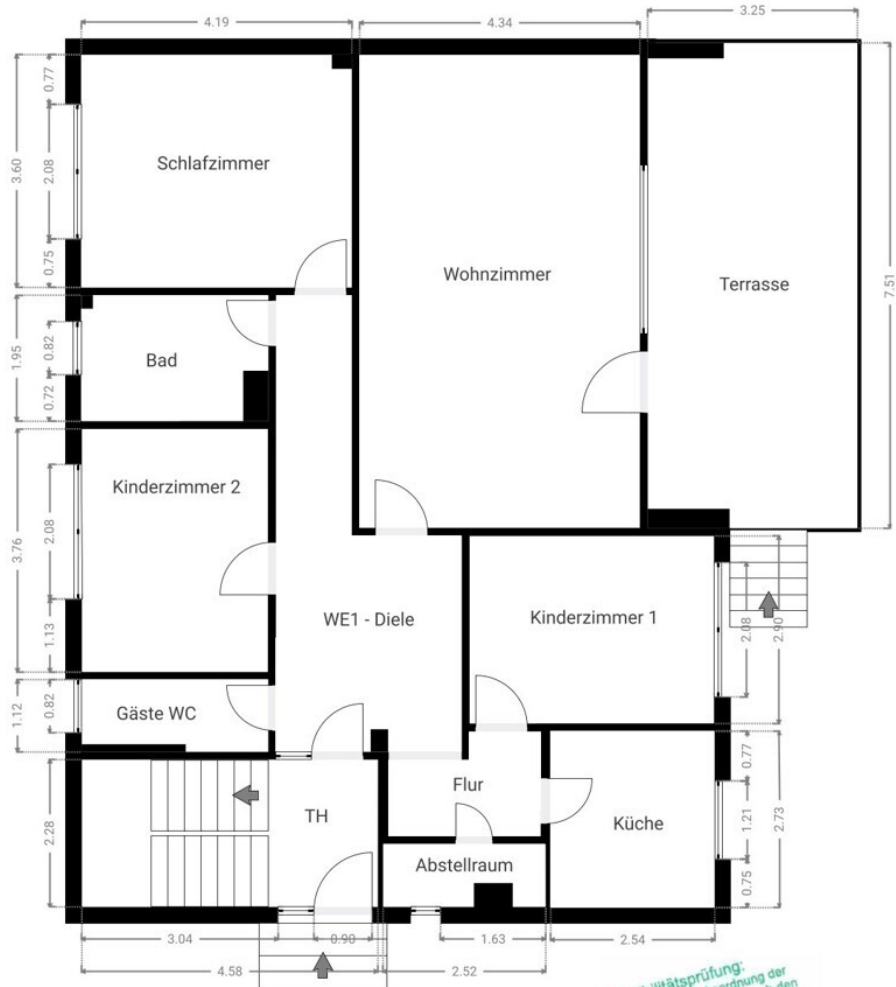 4.19
4.34
3.25
0.77
3.60
2.08
0.75
Schlafzimmer
Wohnzimmer
Terrasse
7.51
1.95
0.82
0.72
Bad
Kinderzimmer 2
3.76
2.08
1.13
WE1 - Diele
Kinderzimmer 1
2.08
2.90
1.12
0.82
Gäste WC
Flur
Küche
0.77
1.21
2.73
0.75
2.28
TH
Abstellraum
3.04
0.90
1.63
2.54
4.58
2.52